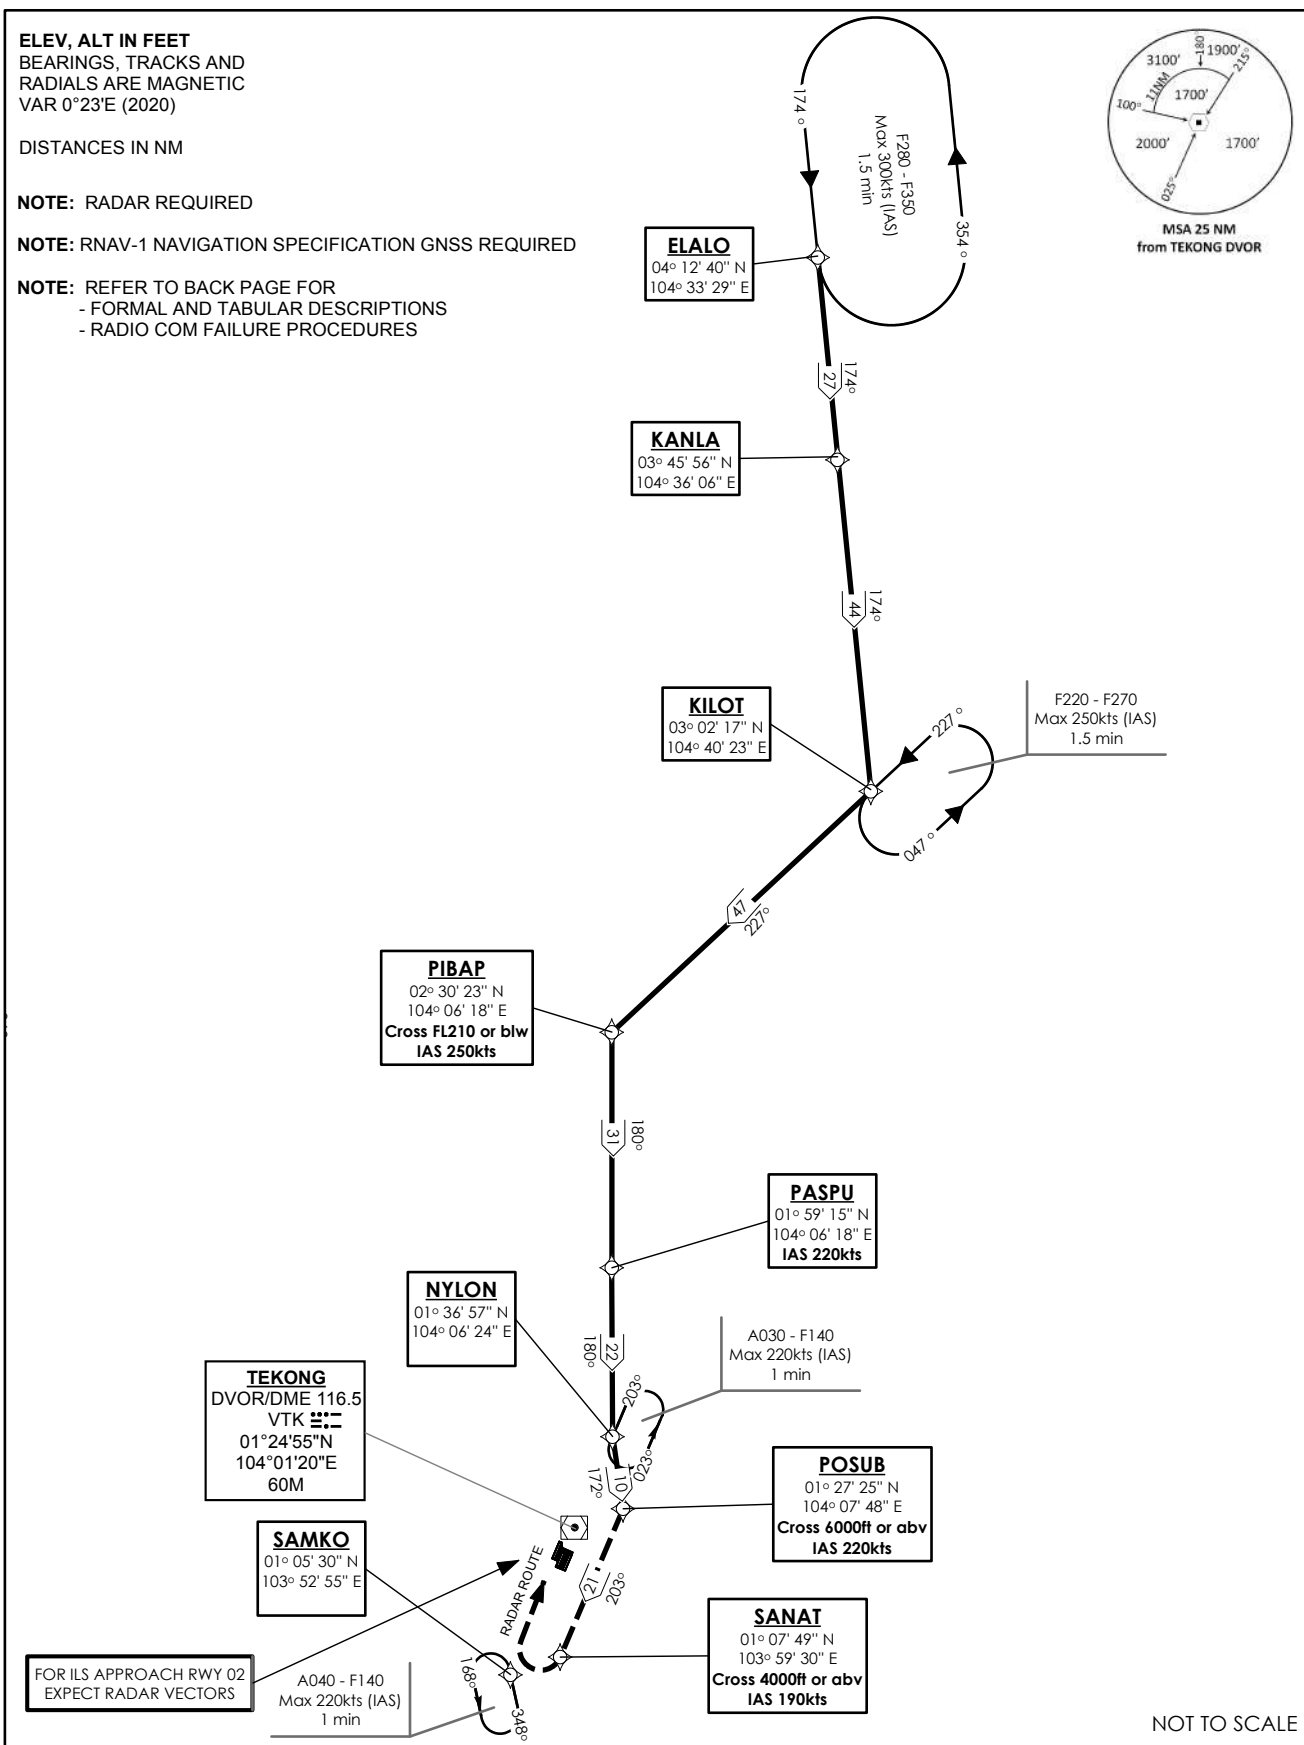 ELEV, ALT IN FEET
BEARINGS, TRACKS AND
RADIALS ARE MAGNETIC
VAR 0°23'E (2020)
DISTANCES IN NM
NOTE: RADAR REQUIRED
NOTE: RNAV-1 NAVIGATION SPECIFICATION GNSS REQUIRED
NOTE: REFER TO BACK PAGE FOR
- FORMAL AND TABULAR DESCRIPTIONS
- RADIO COM FAILURE PROCEDURES
174°
F280 - F350
Max 300kts (IAS)
1.5 min
354°
3100'
180°
1900'
215°
11NM
1700'
100°
2000'
1700'
025°
MSA 25 NM
from TEKONG DVOR
ELALO
04° 12' 40" N
104° 33' 29" E
27
174°
KANLA
03° 45' 56" N
104° 36' 06" E
44
174°
KILOT
03° 02' 17" N
104° 40' 23" E
227°
047°
F220 - F270
Max 250kts (IAS)
1.5 min
47
227°
PIBAP
02° 30' 23" N
104° 06' 18" E
Cross FL210 or blw
IAS 250kts
31
180°
PASPU
01° 59' 15" N
104° 06' 18" E
IAS 220kts
NYLON
01° 36' 57" N
104° 06' 24" E
22
180°
A030 - F140
Max 220kts (IAS)
1 min
203°
023°
TEKONG
DVOR/DME 116.5
VTK
01°24'55"N
104°01'20"E
60M
10
172°
POSUB
01° 27' 25" N
104° 07' 48" E
Cross 6000ft or abv
IAS 220kts
SAMKO
01° 05' 30" N
103° 52' 55" E
RADAR ROUTE
21
203°
SANAT
01° 07' 49" N
103° 59' 30" E
Cross 4000ft or abv
IAS 190kts
FOR ILS APPROACH RWY 02
EXPECT RADAR VECTORS
A040 - F140
Max 220kts (IAS)
1 min
168°
348°
NOT TO SCALE